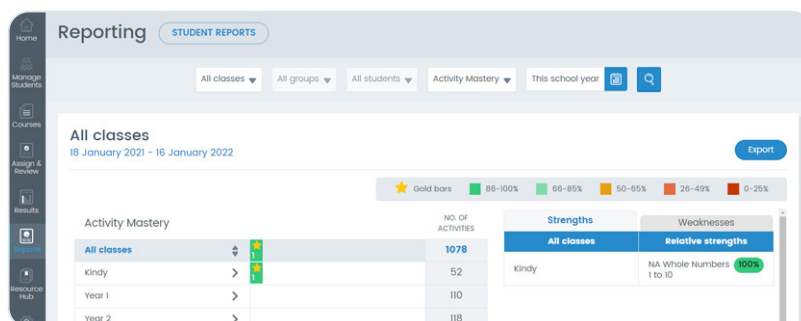 Home
Manage
Students
Courses
Assign &
Review
Results
Reports
Resource
Hub
Reporting
STUDENT REPORTS
All classes
All groups
All students
Activity Mastery
This school year
All classes
18 January 2021 - 16 January 2022
Export
Gold bars
86-100%
66-85%
50-65%
26-49%
0-25%
Activity Mastery
NO. OF
ACTIVITIES
All classes
1
1078
Kindy
1
52
Year 1
110
Year 2
118
Strengths
Weaknesses
All classes
Relative strengths
Kindy
NA Whole Numbers 100%
1 to 10